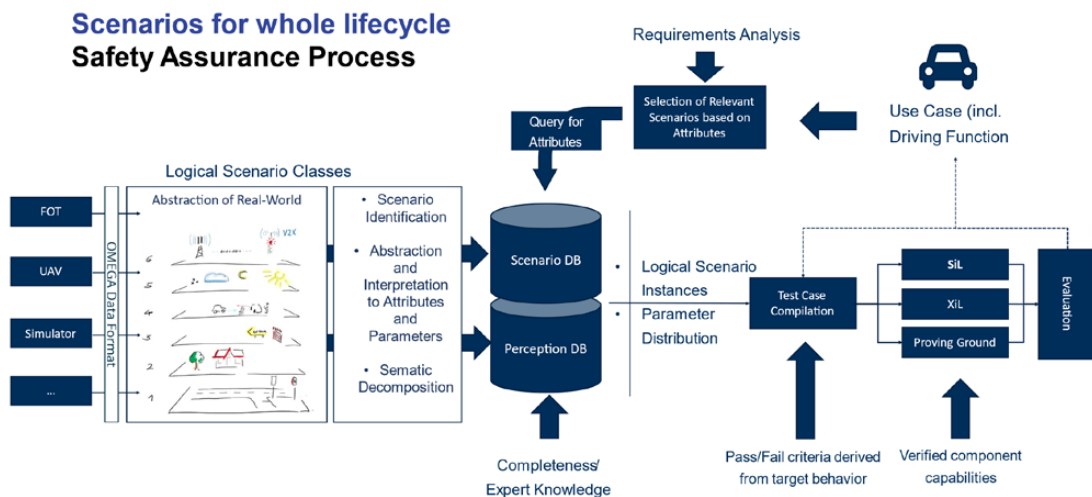 Scenarios for whole lifecycle
Safety Assurance Process
Requirements Analysis
Selection of Relevant
Scenarios based on
Attributes
Query for
Attributes
Use Case (incl.
Driving Function
Logical Scenario Classes
FOT
UAV
Simulator
...
OMEGA Data Format
Abstraction of Real-World
V2X
6
5
4
3
2
1
• Scenario
Identification
• Abstraction
and
Interpretation
to Attributes
and
Parameters
• Sematic
Decomposition
Scenario DB
Perception DB
• Logical Scenario
Instances
• Parameter
Distribution
Test Case
Compilation
SiL
XiL
Proving Ground
Evaluation
Completeness/
Expert Knowledge
Pass/Fail criteria derived
from target behavior
Verified component
capabilities